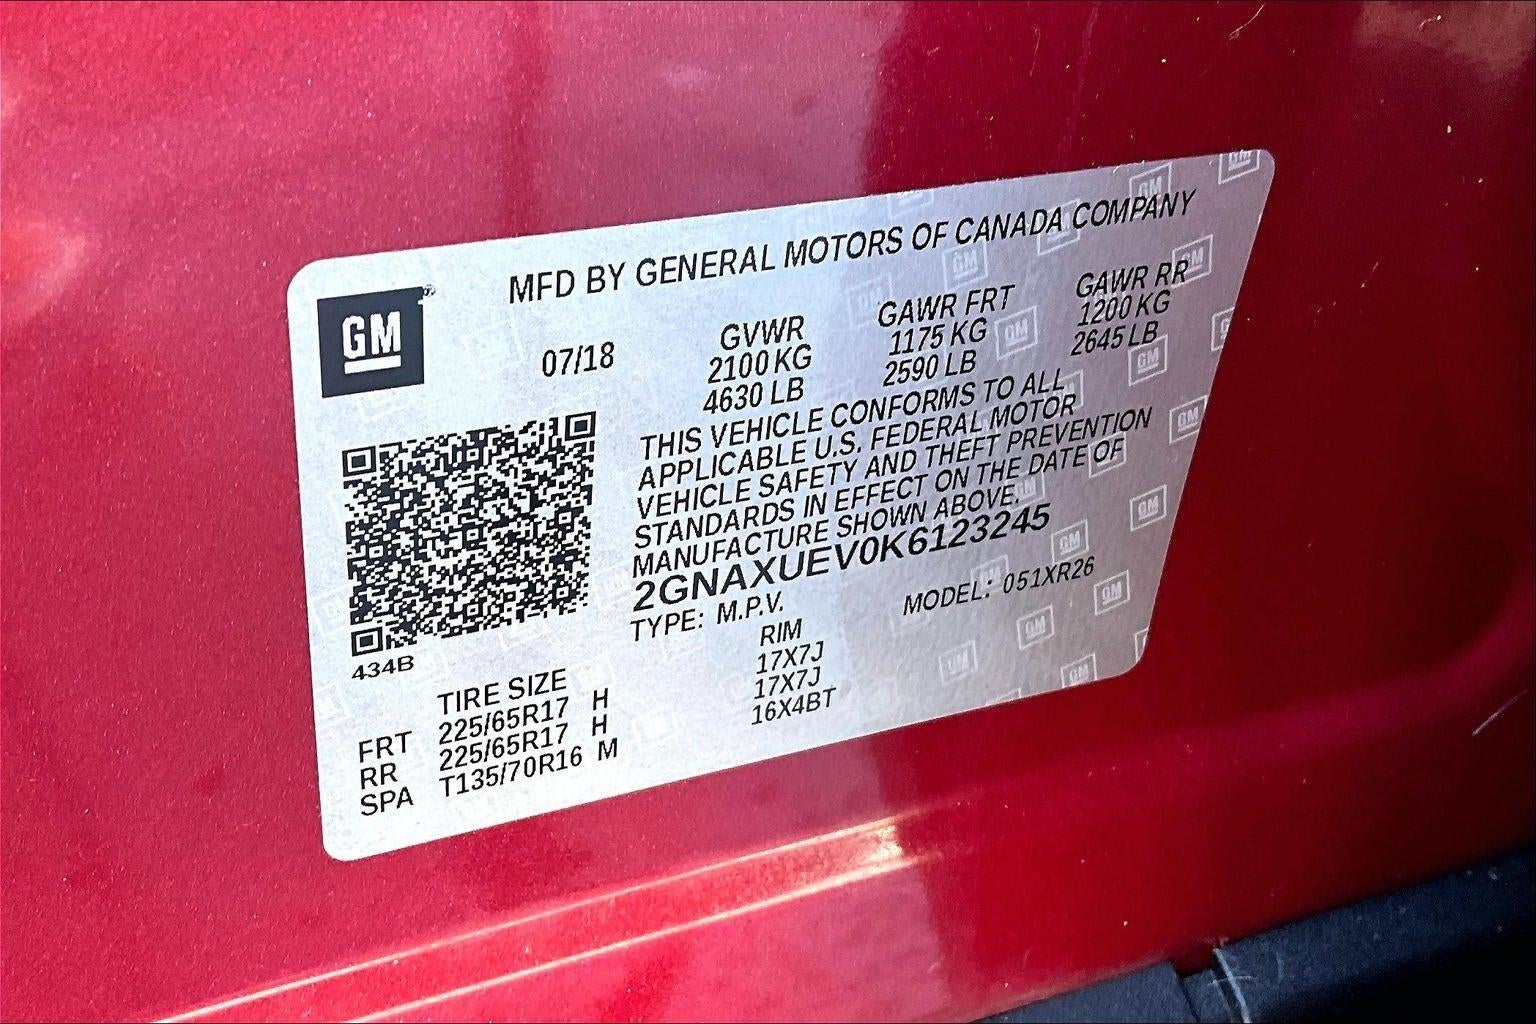 MFD BY GENERAL MOTORS OF CANADA COMPANY
GM®
07/18
GVWR
2100 KG
4630 LB
GAWR FRT
1175 KG
2590 LB
GAWR RR
1200 KG
2645 LB
THIS VEHICLE CONFORMS TO ALL
APPLICABLE U.S. FEDERAL MOTOR
VEHICLE SAFETY AND THEFT PREVENTION
STANDARDS IN EFFECT ON THE DATE OF
MANUFACTURE SHOWN ABOVE.
2GNAXUEV0K6123245
TYPE: M.P.V. MODEL: 051XR26
434B
TIRE SIZE RIM
FRT 225/65R17 H 17X7J
RR 225/65R17 H 17X7J
SPA T135/70R16 M 16X4BT